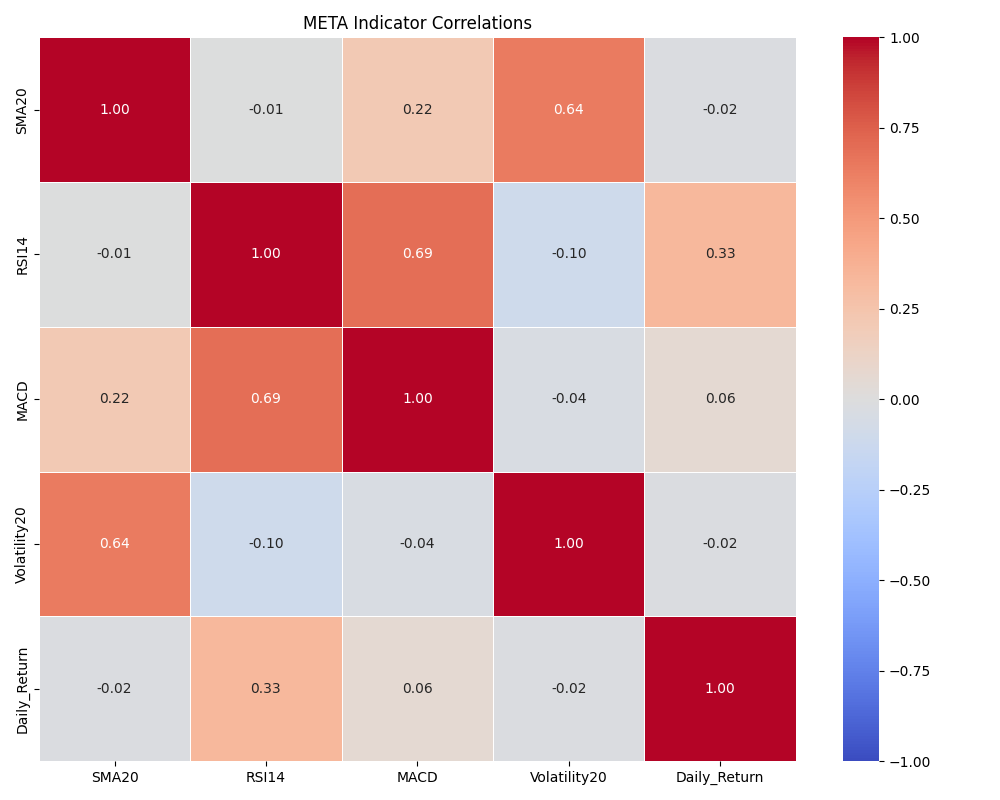 META Indicator Correlations
SMA20 1.00 -0.01 0.22 0.64 -0.02
RSI14 -0.01 1.00 0.69 -0.10 0.33
MACD 0.22 0.69 1.00 -0.04 0.06
Volatility20 0.64 -0.10 -0.04 1.00 -0.02
Daily_Return -0.02 0.33 0.06 -0.02 1.00
SMA20 RSI14 MACD Volatility20 Daily_Return
1.00
0.75
0.50
0.25
0.00
−0.25
−0.50
−0.75
−1.00